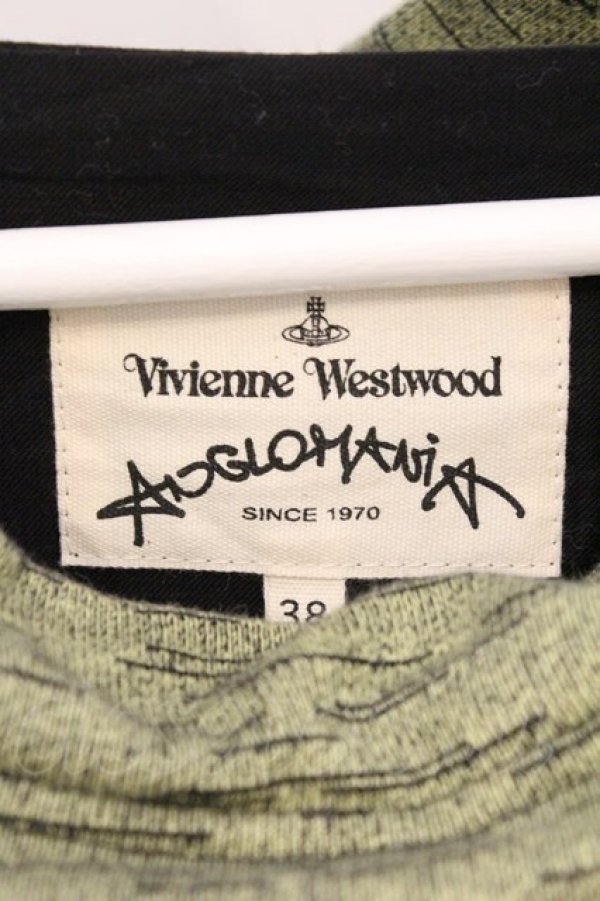 Vivienne Westwood
ANGLOMANiA
SINCE 1970
38